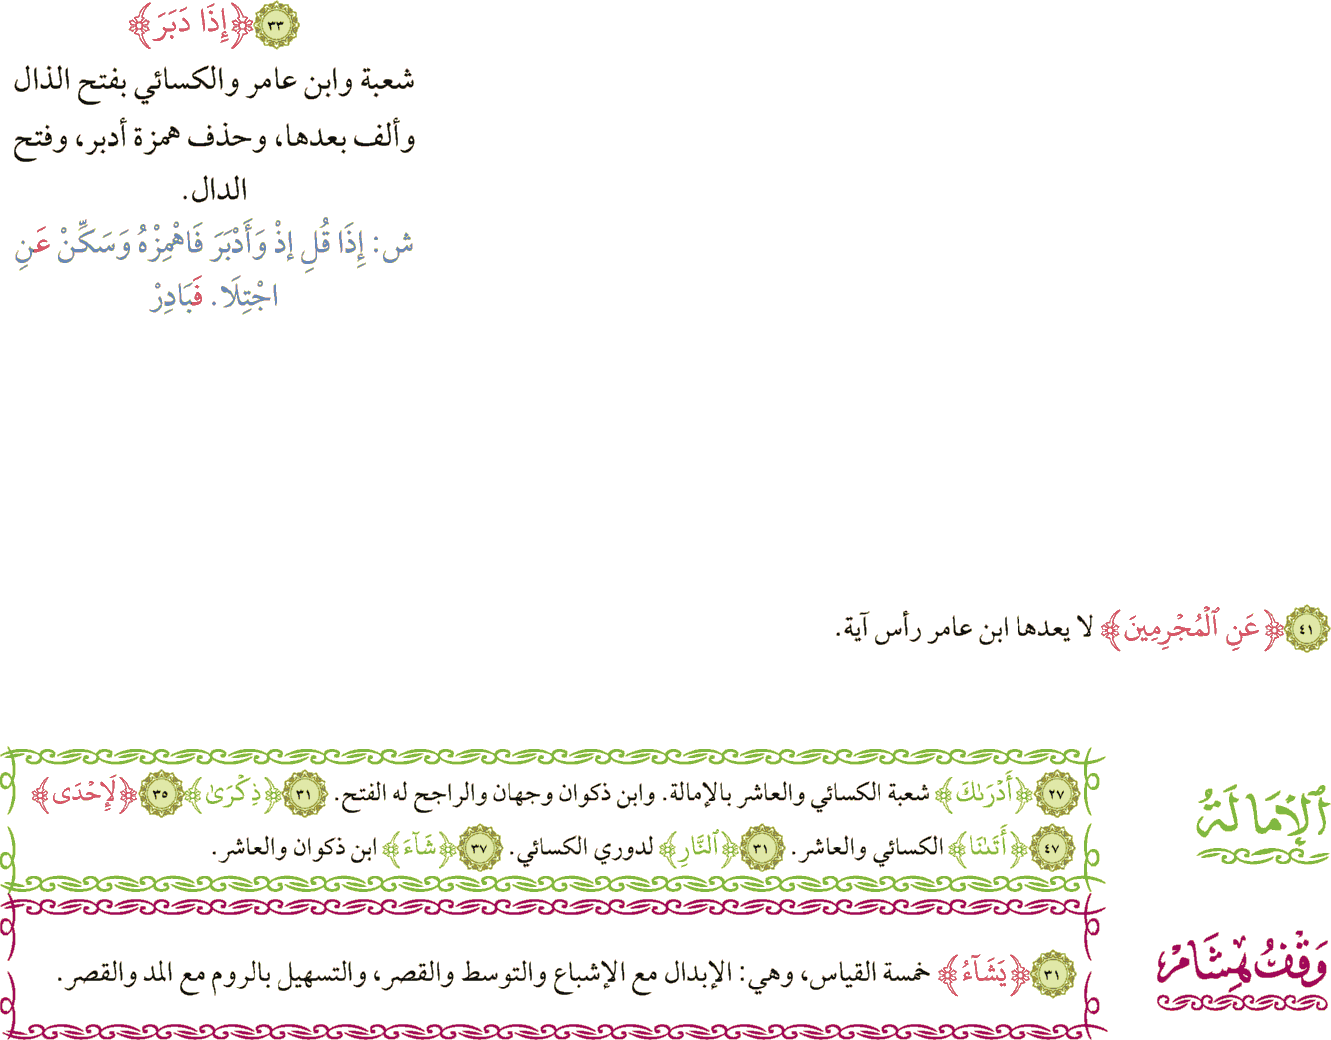 ٣٣ ﴿إِذَا دَبَرَ﴾
شعبة وابن عامر والكسائي بفتح الذال
وألف بعدها، وحذف همزة أدبر، وفتح
الدال.
ش: إِذَا قُلِ إذْ وَأَدْبَرَ فَاهْمِزْهُ وَسَكِّنْ عَنِ
اجْتِلَا. فَبَادِرْ
٤١ ﴿عَنِ ٱلْمُجْرِمِينَ﴾ لا يعدها ابن عامر رأس آية.
ٱلْإِمَالَةُ
٢٧ ﴿أَدْرَىٰكَ﴾ شعبة الكسائي والعاشر بالإمالة. وابن ذكوان وجهان والراجح له الفتح. ٣١ ﴿ذِكْرَىٰ﴾ ٣٥ ﴿لَإِحْدَى﴾
٤٧ ﴿أَتَىٰنَا﴾ الكسائي والعاشر. ٣١ ﴿ٱلنَّارِ﴾ لدوري الكسائي. ٣٧ ﴿شَآءَ﴾ ابن ذكوان والعاشر.
وَقْفُ هِشَامٍ
٣١ ﴿يَشَآءُ﴾ خمسة القياس، وهي: الإبدال مع الإشباع والتوسط والقصر، والتسهيل بالروم مع المد والقصر.